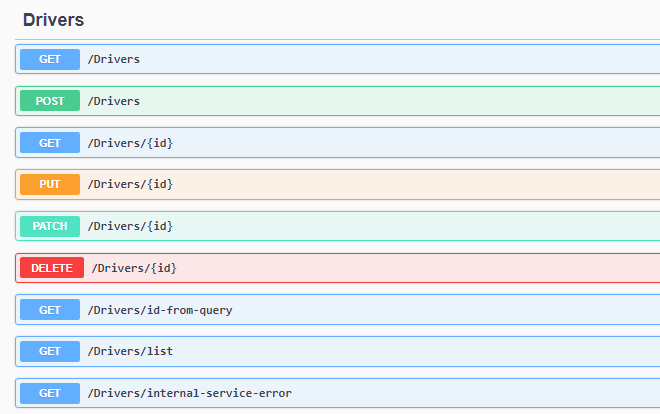 Drivers
GET /Drivers
POST /Drivers
GET /Drivers/{id}
PUT /Drivers/{id}
PATCH /Drivers/{id}
DELETE /Drivers/{id}
GET /Drivers/id-from-query
GET /Drivers/list
GET /Drivers/internal-service-error